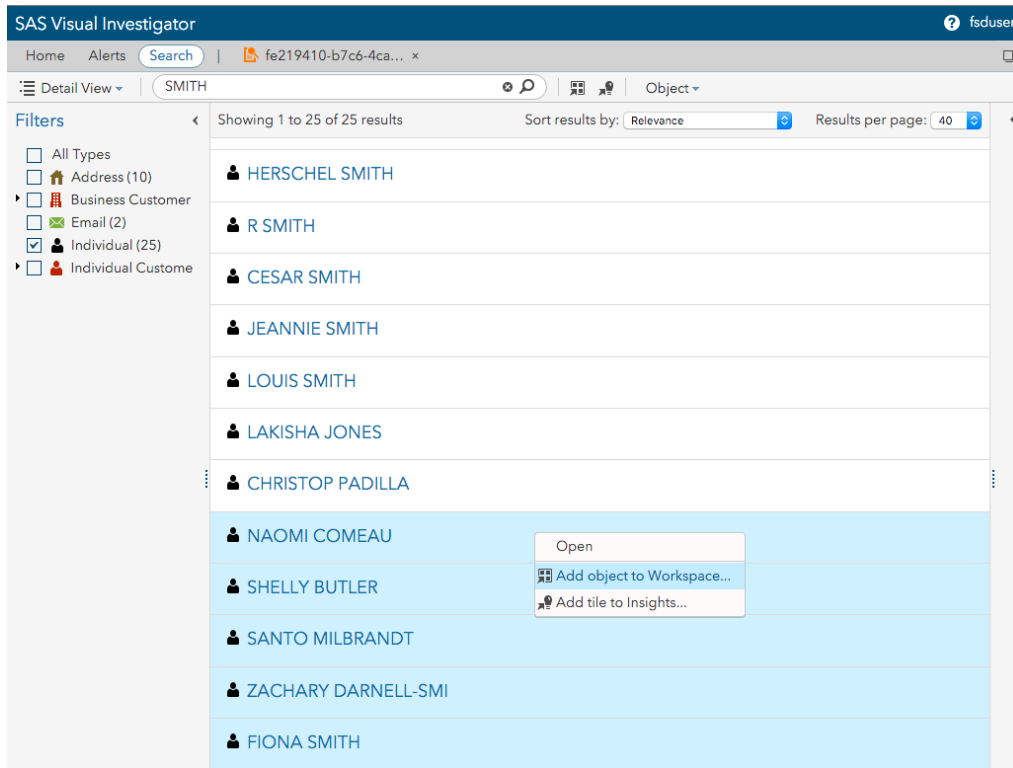 SAS Visual Investigator
? fsduser
Home Alerts Search | fe219410-b7c6-4ca... ×
Detail View SMITH Object
Filters
Showing 1 to 25 of 25 results Sort results by: Relevance Results per page: 40
All Types
Address (10)
Business Customer
Email (2)
Individual (25)
Individual Custome
HERSCHEL SMITH
R SMITH
CESAR SMITH
JEANNIE SMITH
LOUIS SMITH
LAKISHA JONES
CHRISTOP PADILLA
NAOMI COMEAU
Open
Add object to Workspace...
Add tile to Insights...
SHELLY BUTLER
SANTO MILBRANDT
ZACHARY DARNELL-SMI
FIONA SMITH